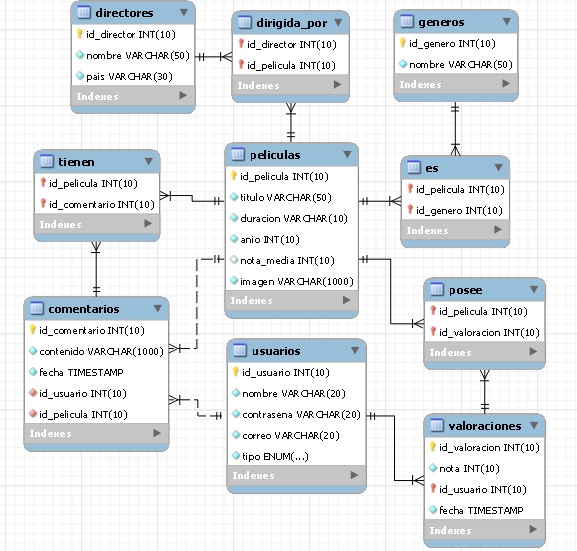 directores
id_director INT(10)
nombre VARCHAR(50)
pais VARCHAR(30)
Indexes
dirigida_por
id_director INT(10)
id_pelicula INT(10)
Indexes
generos
id_genero INT(10)
nombre VARCHAR(50)
Indexes
tienen
id_pelicula INT(10)
id_comentario INT(10)
Indexes
peliculas
id_pelicula INT(10)
titulo VARCHAR(50)
duracion VARCHAR(10)
anio INT(10)
nota_media INT(10)
imagen VARCHAR(1000)
Indexes
es
id_pelicula INT(10)
id_genero INT(10)
Indexes
comentarios
id_comentario INT(10)
contenido VARCHAR(1000)
fecha TIMESTAMP
id_usuario INT(10)
id_pelicula INT(10)
Indexes
usuarios
id_usuario INT(10)
nombre VARCHAR(20)
contrasena VARCHAR(20)
correo VARCHAR(20)
tipo ENUM(...)
Indexes
posee
id_pelicula INT(10)
id_valoracion INT(10)
Indexes
valoraciones
id_valoracion INT(10)
nota INT(10)
id_usuario INT(10)
fecha TIMESTAMP
Indexes